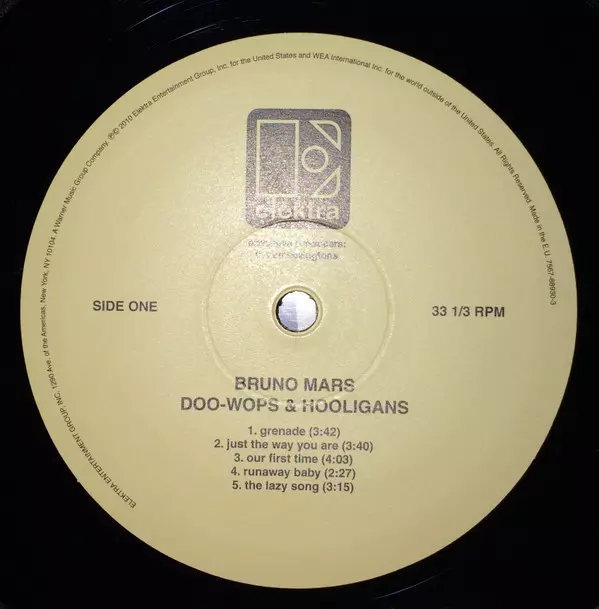 ℗© 2010 Elektra Entertainment Group, Inc. for the United States and WEA International Inc. for the world outside of the United States. All Rights Reserved. Made in the E.U. 7567-88930-3
elektra
SIDE ONE
33 1/3 RPM
BRUNO MARS
DOO-WOPS & HOOLIGANS
1. grenade (3:42)
2. just the way you are (3:40)
3. our first time (4:03)
4. runaway baby (2:27)
5. the lazy song (3:15)
ELEKTRA ENTERTAINMENT GROUP, INC. 1290 Ave. of the Americas, New York, NY 10104. A Warner Music Group Company.